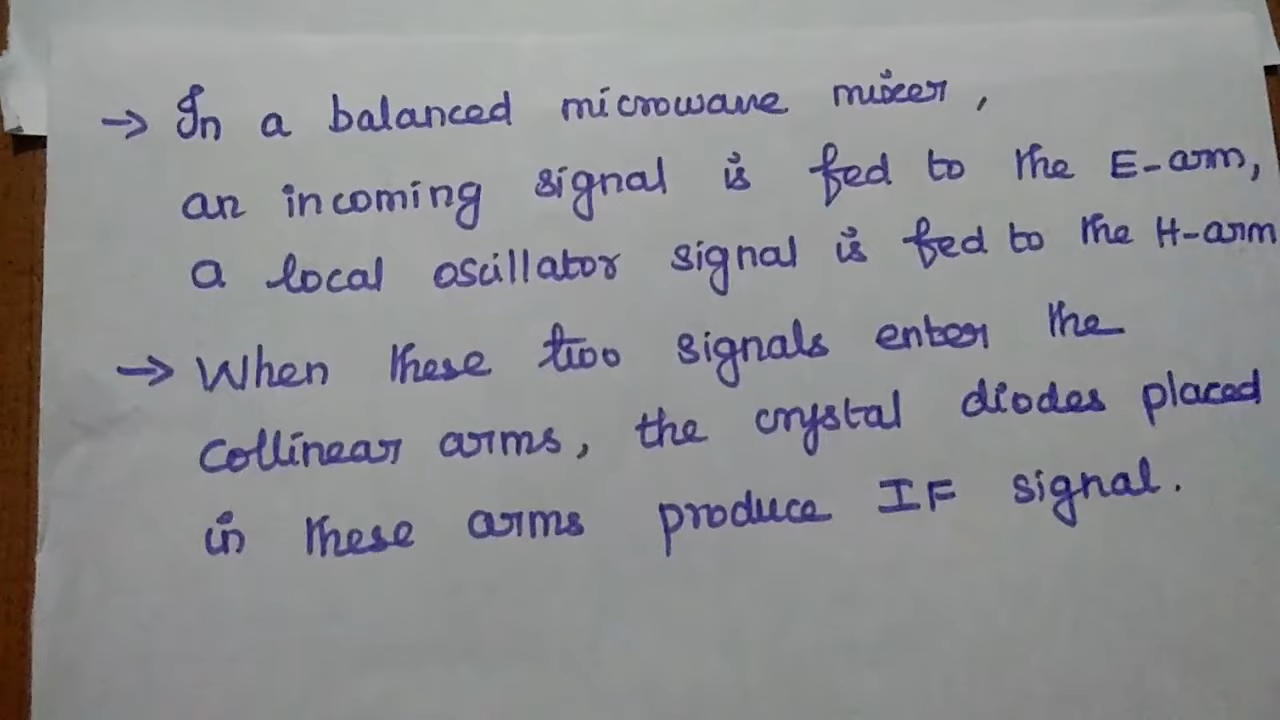 → In a balanced microwave mixer,
an incoming signal is fed to the E-arm,
a local oscillator signal is fed to the H-arm
→ When these two signals enter the
collinear arms, the crystal diodes placed
in these arms produce IF signal.